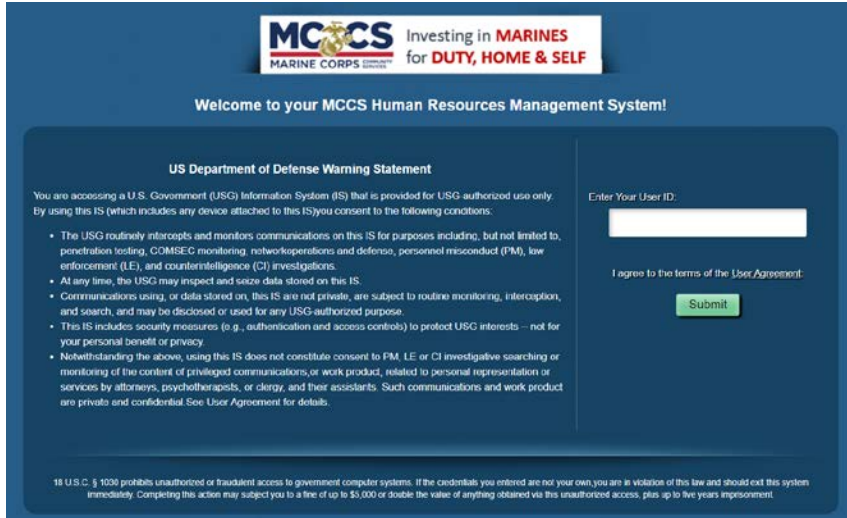 MCCS
MARINE CORPS COMMUNITY SERVICES
Investing in MARINES
for DUTY, HOME & SELF
Welcome to your MCCS Human Resources Management System!
US Department of Defense Warning Statement
You are accessing a U.S. Government (USG) Information System (IS) that is provided for USG-authorized use only.
By using this IS (which includes any device attached to this IS)you consent to the following conditions:
• The USG routinely intercepts and monitors communications on this IS for purposes including, but not limited to,
penetration testing, COMSEC monitoring, networkoperations and defense, personnel misconduct (PM), law
enforcement (LE), and counterintelligence (CI) investigations.
• At any time, the USG may inspect and seize data stored on this IS.
• Communications using, or data stored on, this IS are not private, are subject to routine monitoring, interception,
and search, and may be disclosed or used for any USG-authorized purpose.
• This IS includes security measures (e.g., authentication and access controls) to protect USG interests -- not for
your personal benefit or privacy.
• Notwithstanding the above, using this IS does not constitute consent to PM, LE or CI investigative searching or
monitoring of the content of privileged communications,or work product, related to personal representation or
services by attorneys, psychotherapists, or clergy, and their assistants. Such communications and work product
are private and confidential.See User Agreement for details.
Enter Your User ID:
I agree to the terms of the User Agreement:
Submit
18 U.S.C. § 1030 prohibits unauthorized or fraudulent access to government computer systems. If the credentials you entered are not your own,you are in violation of this law and should exit this system
immediately. Completing this action may subject you to a fine of up to $5,000 or double the value of anything obtained via this unauthorized access, plus up to five years imprisonment.